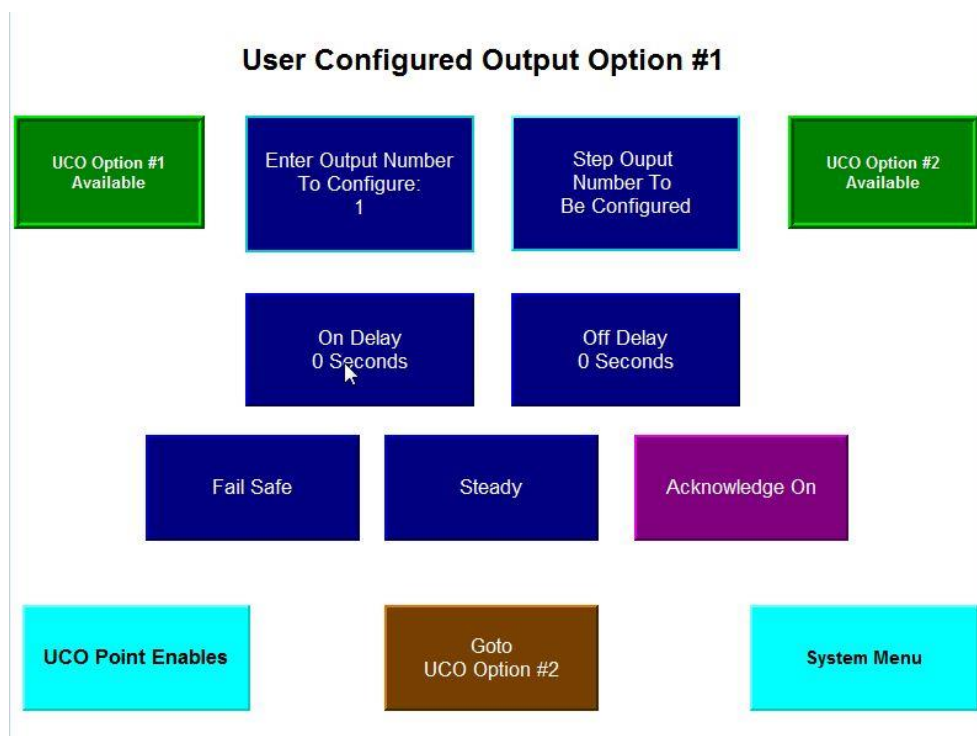 User Configured Output Option #1
UCO Option #1
Available
Enter Output Number
To Configure:
1
Step Ouput
Number To
Be Configured
UCO Option #2
Available
On Delay
0 Seconds
Off Delay
0 Seconds
Fail Safe
Steady
Acknowledge On
UCO Point Enables
Goto
UCO Option #2
System Menu